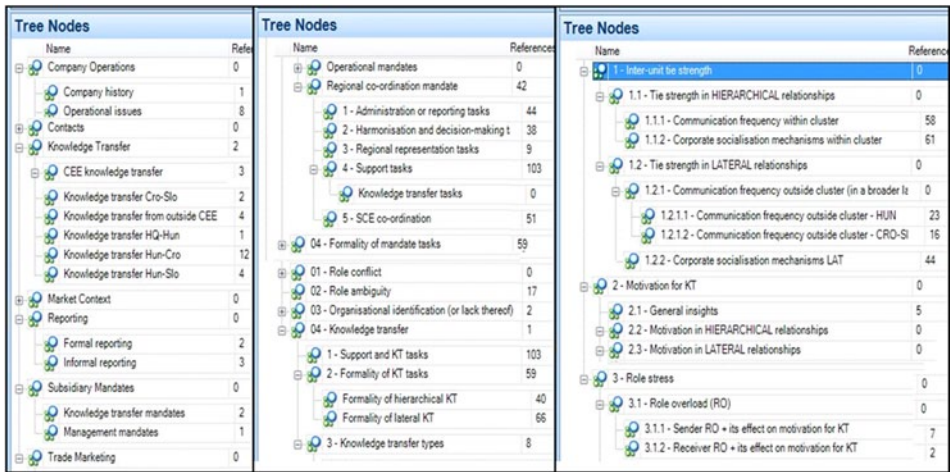 Tree Nodes
Name Refer
Company Operations 0
Company history 1
Operational issues 8
Contacts 0
Knowledge Transfer 2
CEE knowledge transfer 3
Knowledge transfer Cro-Slo 2
Knowledge transfer from outside CEE 4
Knowledge transfer HQ-Hun 1
Knowledge transfer Hun-Cro 12
Knowledge transfer Hun-Slo 4
Market Context 0
Reporting 0
Formal reporting 2
Informal reporting 3
Subsidiary Mandates 0
Knowledge transfer mandates 2
Management mandates 1
Trade Marketing 0
Tree Nodes
Name References
Operational mandates 0
Regional co-ordination mandate 42
1 - Administration or reporting tasks 44
2 - Harmonisation and decision-making t 38
3 - Regional representation tasks 9
4 - Support tasks 103
Knowledge transfer tasks 0
5 - SCE co-ordination 51
04 - Formality of mandate tasks 59
01 - Role conflict 0
02 - Role ambiguity 17
03 - Organisational identification (or lack thereof) 2
04 - Knowledge transfer 1
1 - Support and KT tasks 103
2 - Formality of KT tasks 59
Formality of hierarchical KT 40
Formality of lateral KT 66
3 - Knowledge transfer types 8
Tree Nodes
Name Reference
1 - Inter-unit tie strength 0
1.1 - Tie strength in HIERARCHICAL relationships 0
1.1.1 - Communication frequency within cluster 58
1.1.2 - Corporate socialisation mechanisms within cluster 61
1.2 - Tie strength in LATERAL relationships 0
1.2.1 - Communication frequency outside cluster (in a broader la 0
1.2.1.1 - Communication frequency outside cluster - HUN 23
1.2.1.2 - Communication frequency outside cluster - CRO-SI 16
1.2.2 - Corporate socialisation mechanisms LAT 44
2 - Motivation for KT 0
2.1 - General insights 5
2.2 - Motivation in HIERARCHICAL relationships 0
2.3 - Motivation in LATERAL relationships 0
3 - Role stress 0
3.1 - Role overload (RO) 0
3.1.1 - Sender RO + its effect on motivation for KT 7
3.1.2 - Receiver RO + its effect on motivation for KT 2